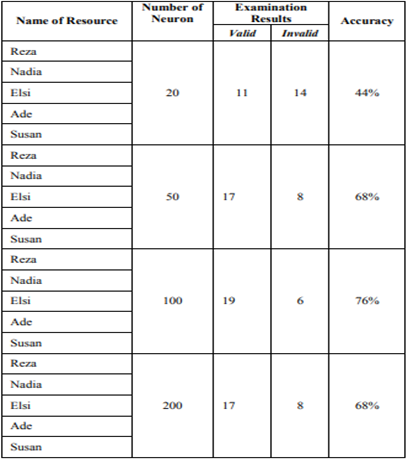 Name of Resource Number of Neuron Examination Results Accuracy
Valid Invalid
Reza
Nadia
Elsi 20 11 14 44%
Ade
Susan
Reza
Nadia
Elsi 50 17 8 68%
Ade
Susan
Reza
Nadia
Elsi 100 19 6 76%
Ade
Susan
Reza
Nadia
Elsi 200 17 8 68%
Ade
Susan